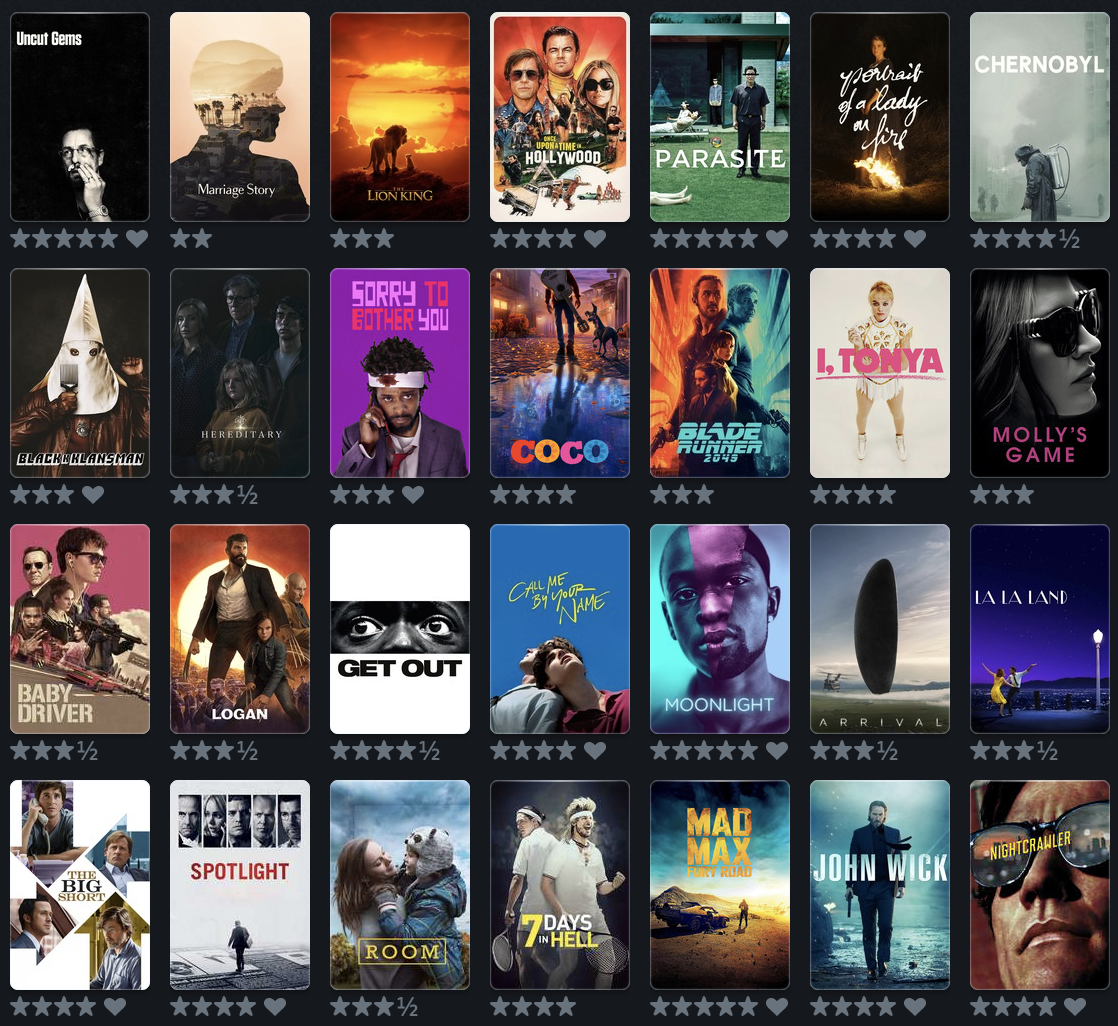 Uncut Gems
Marriage Story
THE
LION KING
ONCE
UPON A TIME IN
HOLLYWOOD
PARASITE
portrait
of a lady
on
fire
CHERNOBYL
½
BLACKKKLANSMAN
HEREDITARY
SORRY TO
BOTHER YOU
COCO
BLADE
RUNNER
2049
I, TONYA
MOLLY'S
GAME
½
BABY
DRIVER
LOGAN
GET OUT
CALL ME
BY YOUR
NAME
MOONLIGHT
ARRIVAL
LA LA LAND
½
½
½
½
½
THE
BIG
SHORT
SPOTLIGHT
ROOM
7 DAYS
IN HELL
MAD
MAX
FURY ROAD
JOHN WICK
NIGHTCRAWLER
½